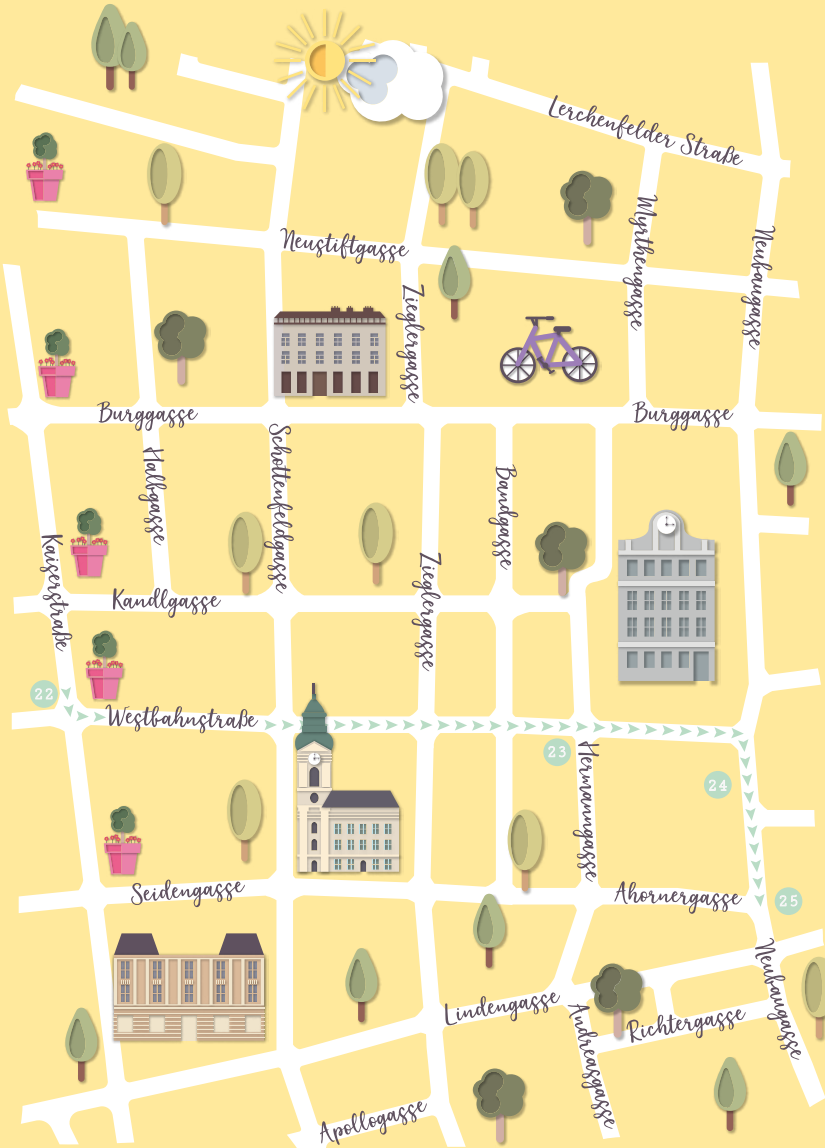 Lerchenfelder Straße
Myrthengasse
Neubaugasse
Neustiftgasse
Zieglergasse
Burggasse
Burggasse
Halbgasse
Schottenfeldgasse
Bandgasse
Kaiserstraße
Zieglergasse
Kandlgasse
22
Westbahnstraße
23
Hermanngasse
24
Seidengasse
Ahornergasse
25
Neubaugasse
Lindengasse
Andreasgasse
Richtergasse
Apollogasse